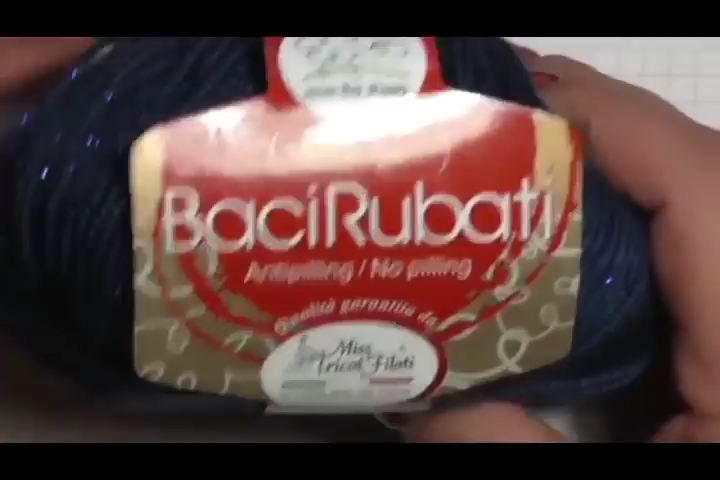 BaciRubati
Antipilling / No pilling
Qualità garantita da
Miss
Tricot Filati